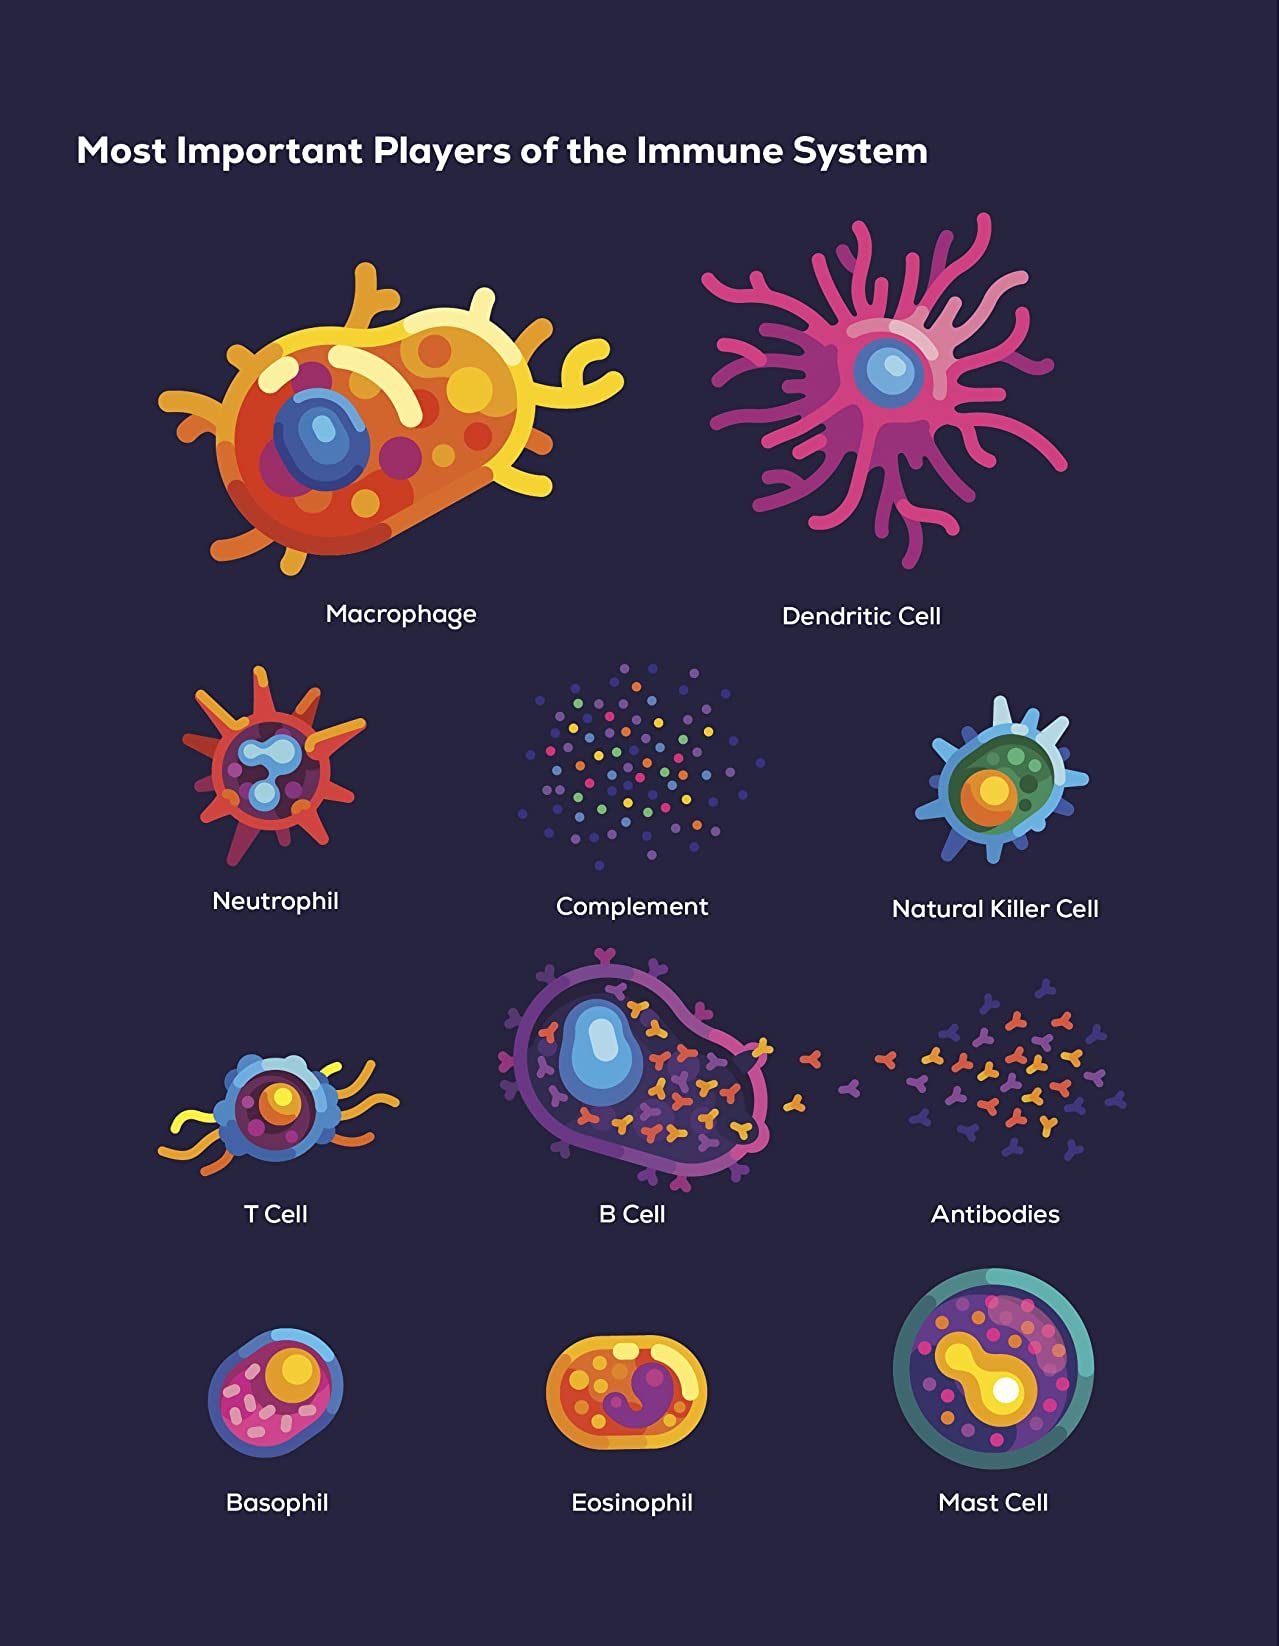 Most Important Players of the Immune System
Macrophage
Dendritic Cell
Neutrophil
Complement
Natural Killer Cell
T Cell
B Cell
Antibodies
Basophil
Eosinophil
Mast Cell